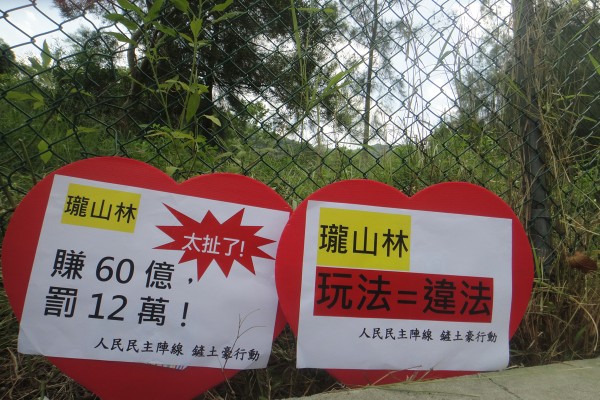 瓏山林
太扯了!
賺 60 億，
罰 12 萬！
人民民主陣線 鏟土豪行動
瓏山林
玩法=違法
人民民主陣線 鏟土豪行動